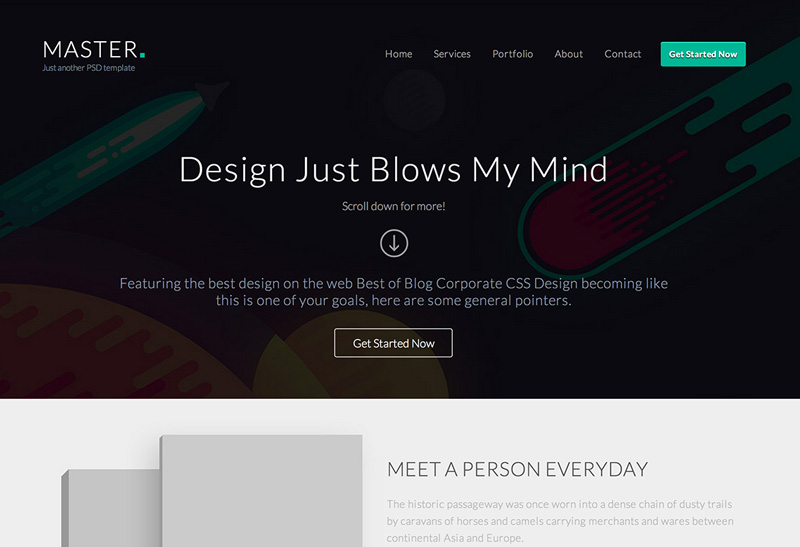 MASTER.
Just another PSD template
Home Services Portfolio About Contact Get Started Now
Design Just Blows My Mind
Scroll down for more!
Featuring the best design on the web Best of Blog Corporate CSS Design becoming like
this is one of your goals, here are some general pointers.
Get Started Now
MEET A PERSON EVERYDAY
The historic passageway was once worn into a dense chain of dusty trails
by caravans of horses and camels carrying merchants and wares between
continental Asia and Europe.